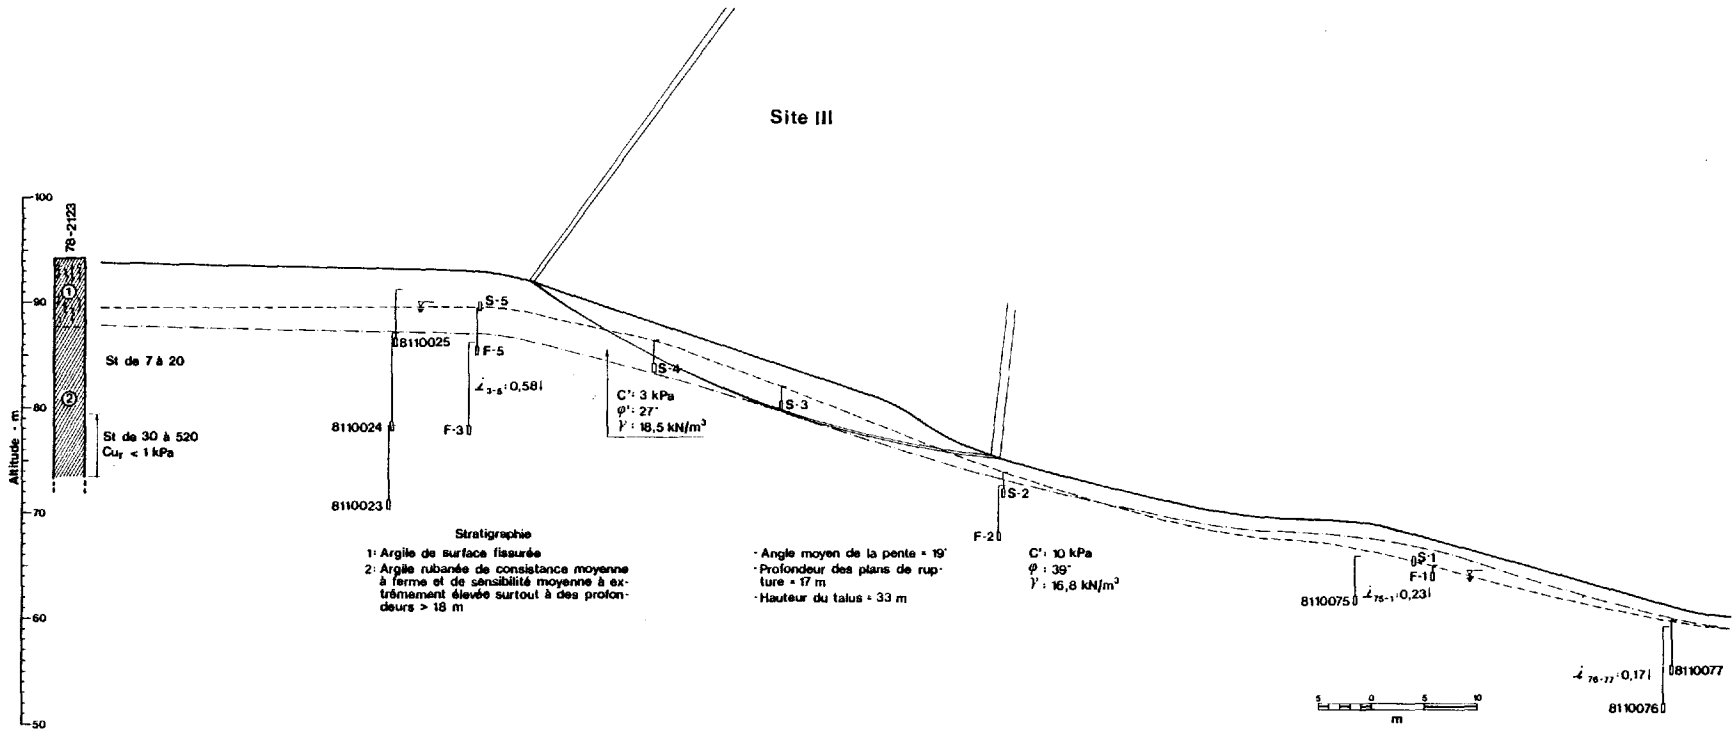 Site III
100
90
80
70
60
50
Altitude - m
78-2123
1
2
St de 7 à 20
St de 30 à 520
Cur < 1 kPa
8110025
8110024
8110023
S-5
F-5
i 3-5 : 0,58↓
F-3
S-4
C': 3 kPa
φ': 27°
γ: 18,5 kN/m³
S-3
S-2
F-2
C': 10 kPa
φ: 39°
γ: 16,8 kN/m³
S-1
F-1
8110075
i 75-1 : 0,23↓
i 76-77 : 0,17↓
8110077
8110076
Stratigraphie
1: Argile de surface fissurée
2: Argile rubanée de consistance moyenne
à ferme et de sensibilité moyenne à ex-
trêmement élevée surtout à des profon-
deurs > 18 m
- Angle moyen de la pente = 19°
- Profondeur des plans de rup-
ture = 17 m
- Hauteur du talus = 33 m
5 0 5 10
m